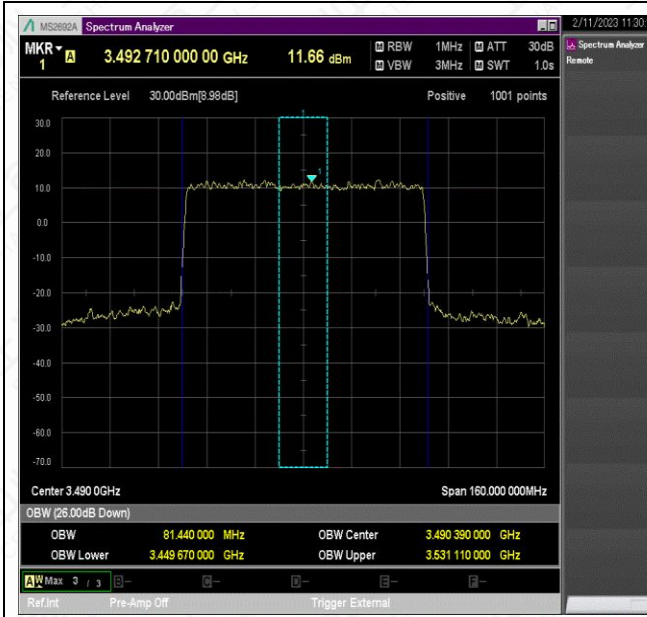 MS2692A Spectrum Analyzer
2/11/2023 11:30:
MKR 1 A 3.492 710 000 00 GHz 11.66 dBm
RBW 1MHz ATT 30dB
VBW 3MHz SWT 1.0s
Spectrum Analyzer
Remote
Reference Level 30.00dBm[8.98dB] Positive 1001 points
30.0
20.0
1
10.0
0.0
-10.0
-20.0
-30.0
-40.0
-50.0
-60.0
-70.0
Center 3.490 0GHz Span 160.000 000MHz
OBW (26.00dB Down)
OBW 81.440 000 MHz OBW Center 3.490 390 000 GHz
OBW Lower 3.449 670 000 GHz OBW Upper 3.531 110 000 GHz
A W Max 3 / 3 B- C- D- E- F-
Ref.Int Pre-Amp Off Trigger External